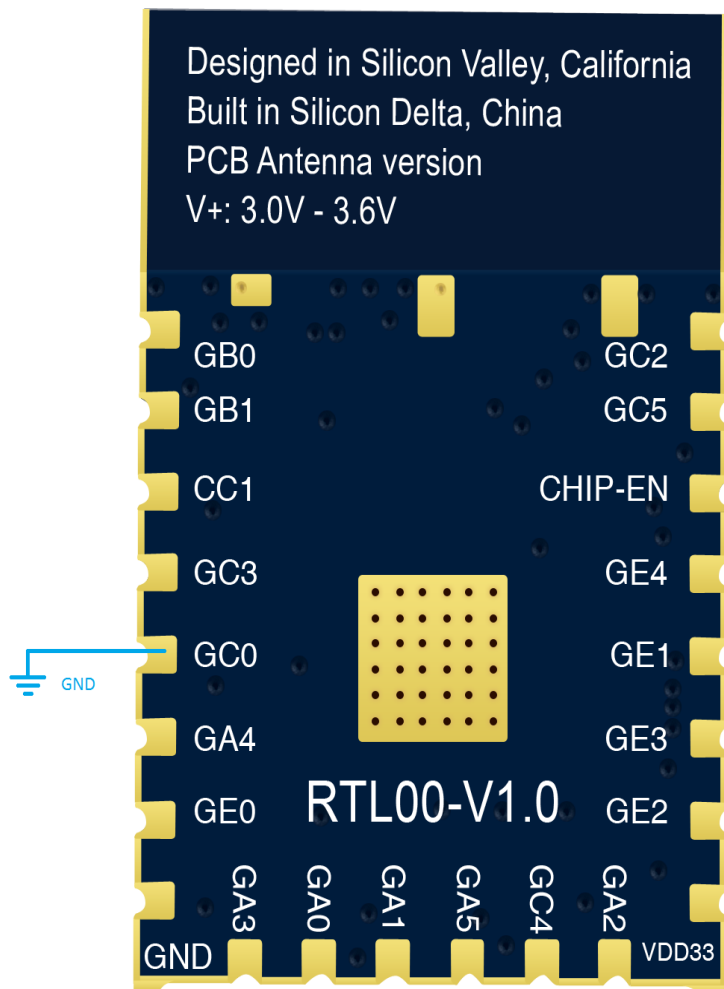 Designed in Silicon Valley, California
Built in Silicon Delta, China
PCB Antenna version
V+: 3.0V - 3.6V
GB0 GC2
GB1 GC5
CC1 CHIP-EN
GC3 GE4
GC0 GE1
GND
GA4 GE3
RTL00-V1.0
GE0 GE2
GA3 GA0 GA1 GA5 GC4 GA2
GND VDD33